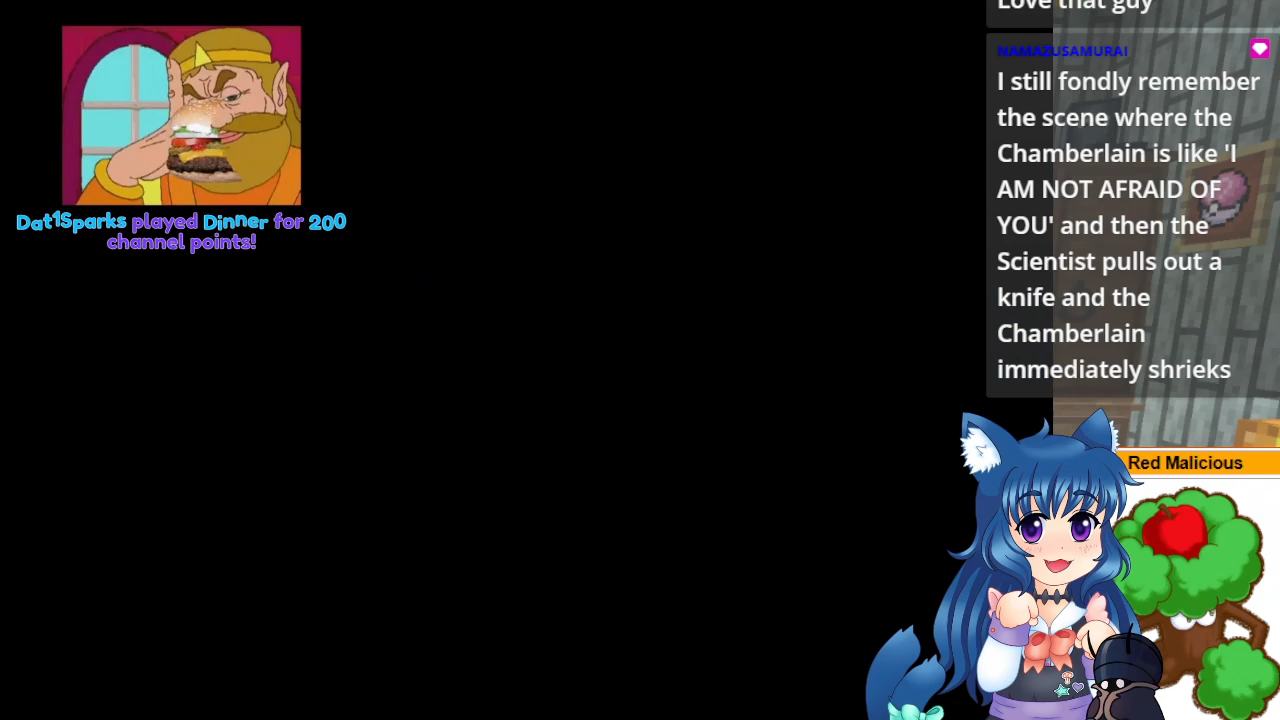 Love that guy
NAMAZUSAMURAI
I still fondly remember
the scene where the
Chamberlain is like 'I
AM NOT AFRAID OF
YOU' and then the
Scientist pulls out a
knife and the
Chamberlain
immediately shrieks
Dat1Sparks played Dinner for 200
channel points!
Red Malicious